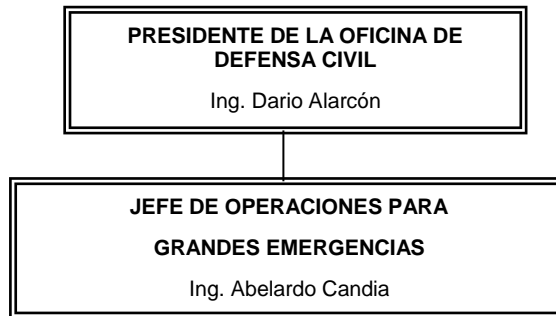 PRESIDENTE DE LA OFICINA DE
DEFENSA CIVIL
Ing. Dario Alarcón
JEFE DE OPERACIONES PARA
GRANDES EMERGENCIAS
Ing. Abelardo Candia